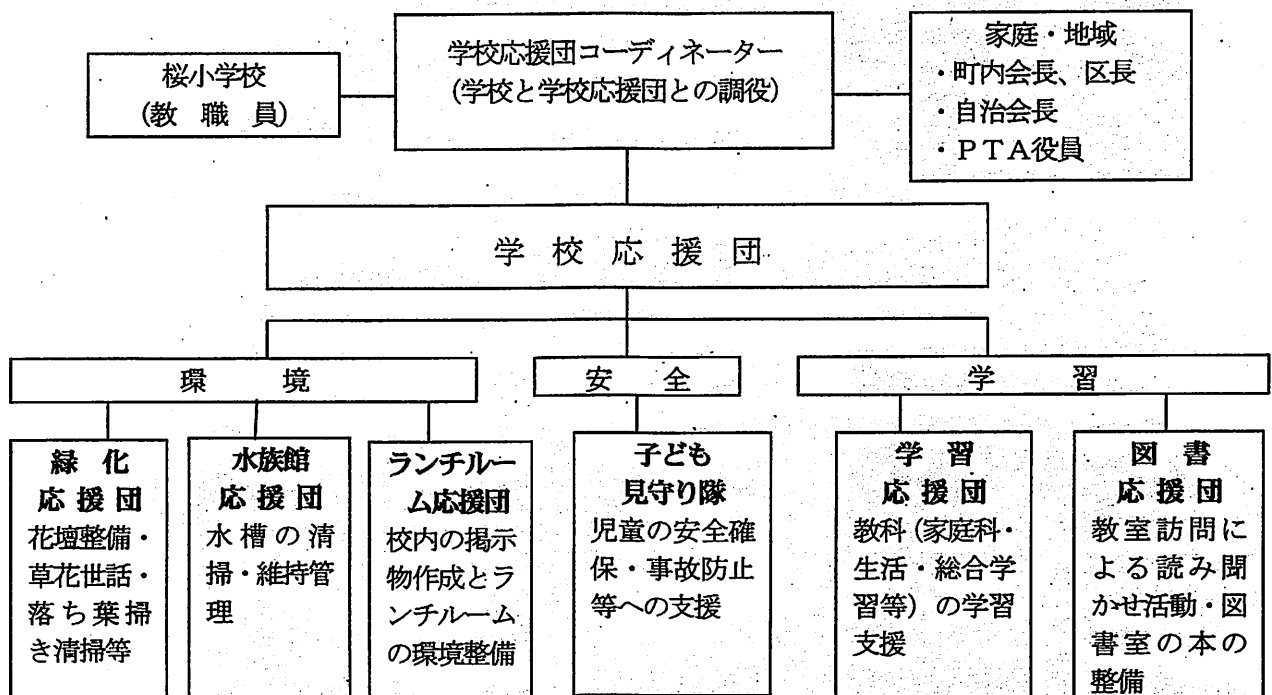 桜小学校
(教 職 員)
学校応援団コーディネーター
(学校と学校応援団との調役)
家庭・地域
・町内会長、区長
・自治会長
・PTA役員
学 校 応 援 団
環 境
安 全
学 習
緑 化
応 援 団
花壇整備・
草花世話・
落ち葉掃
き清掃等
水族館
応 援 団
水槽の清
掃・維持管
理
ランチルー
ム応援団
校内の掲示
物作成とラ
ンチルーム
の環境整備
子ども
見守り隊
児童の安全確
保・事故防止
等への支援
学 習
応 援 団
教科(家庭科・
生活・総合学
習等)の学習
支援
図 書
応 援 団
教室訪問に
よる読み聞
かせ活動・図
書室の本の
整備